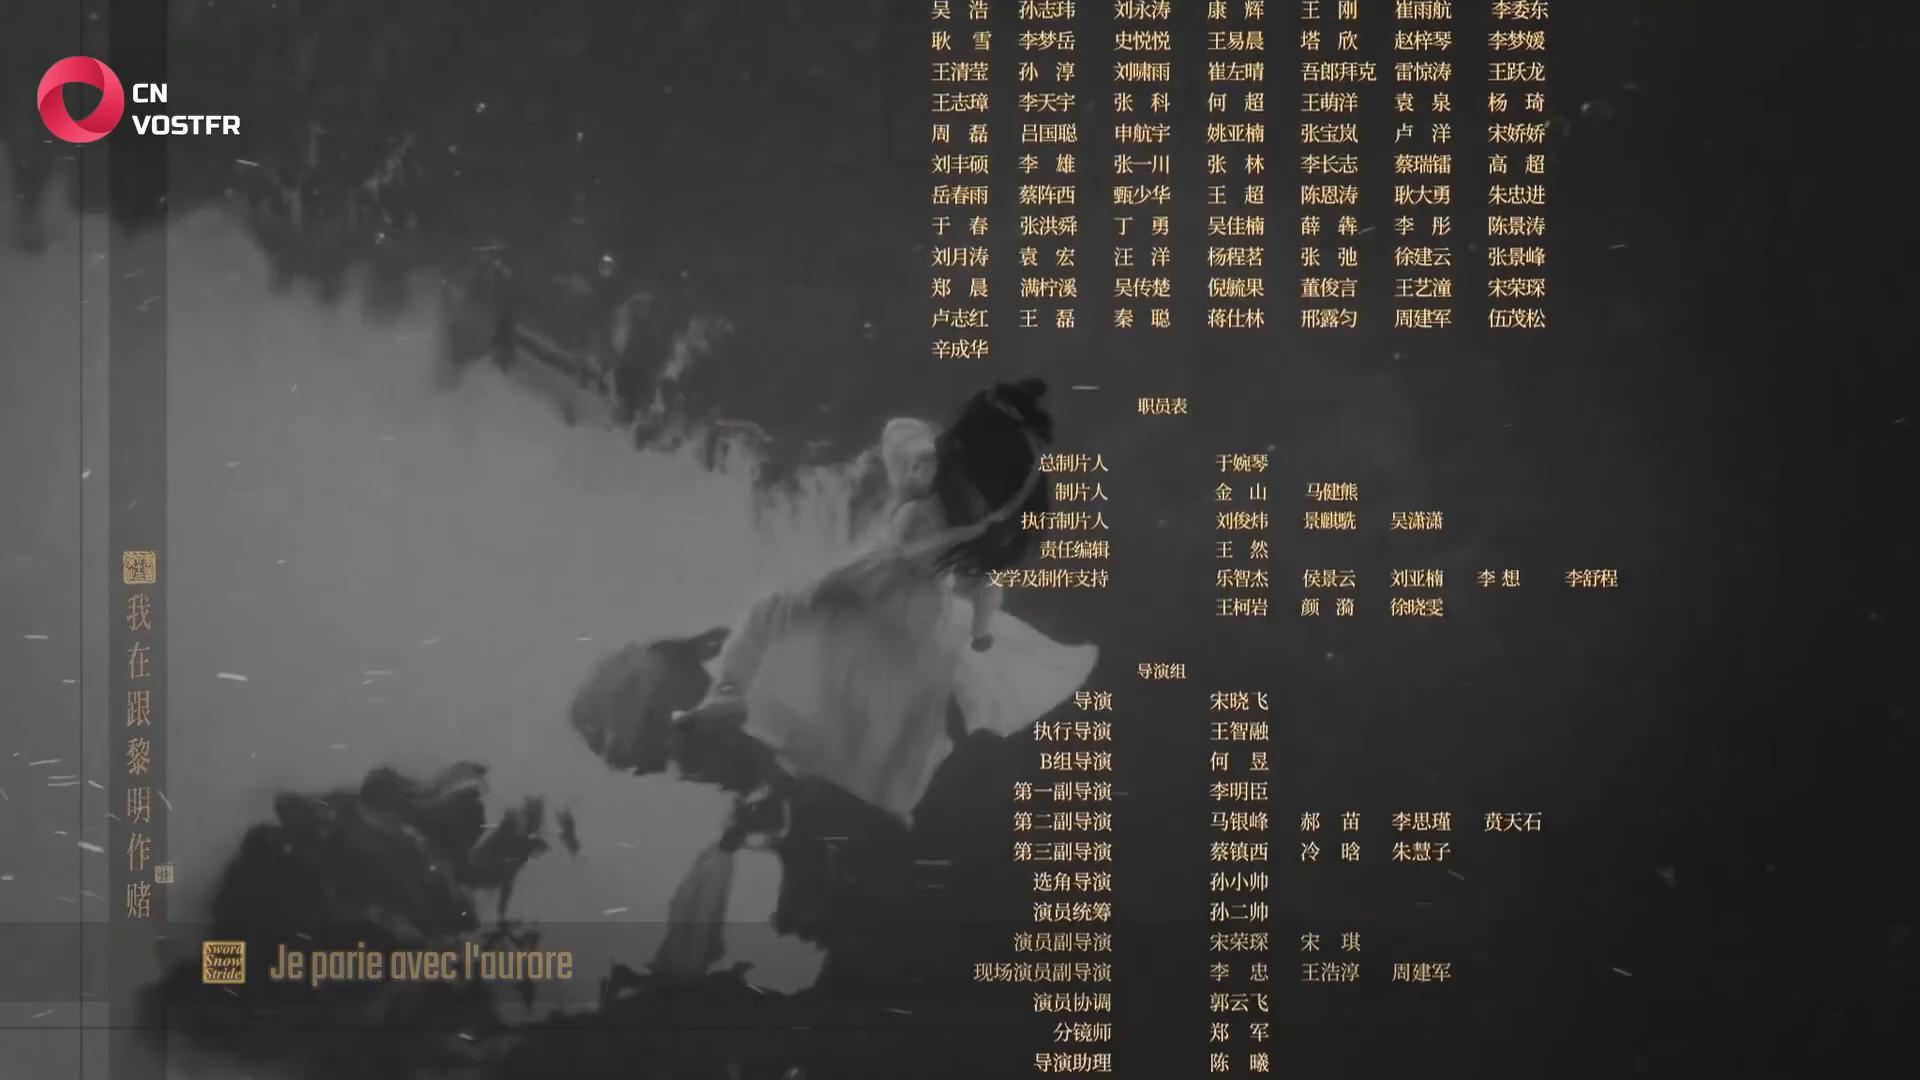 CN
VOSTFR
吴 浩 孙志玮 刘永涛 康 辉 王 刚 崔雨航 李委东
耿 雪 李梦岳 史悦悦 王易晨 塔 欣 赵梓琴 李梦媛
王清莹 孙 淳 刘啸雨 崔左晴 吾郎拜克 雷惊涛 王跃龙
王志璋 李天宇 张 科 何 超 王萌洋 袁 泉 杨 琦
周 磊 吕国聪 申航宇 姚亚楠 张宝岚 卢 洋 宋娇娇
刘丰硕 李 雄 张一川 张 林 李长志 蔡瑞镭 高 超
岳春雨 蔡阵西 甄少华 王 超 陈恩涛 耿大勇 朱忠进
于 春 张洪舜 丁 勇 吴佳楠 薛 犇 李 彤 陈景涛
刘月涛 袁 宏 汪 洋 杨程茗 张 弛 徐建云 张景峰
郑 晨 满柠溪 吴传楚 倪毓果 董俊言 王艺潼 宋荣琛
卢志红 王 磊 秦 聪 蒋仕林 邢露匀 周建军 伍茂松
辛成华
职员表
总制片人 于婉琴
制片人 金 山 马健熊
执行制片人 刘俊炜 景麒骁 吴潇潇
责任编辑 王 然
文学及制作支持 乐智杰 侯景云 刘亚楠 李 想 李舒程
王柯岩 颜 漪 徐晓雯
导演组
导演 宋晓飞
执行导演 王智融
B组导演 何 昱
第一副导演 李明臣
第二副导演 马银峰 郝 苗 李思瑾 贲天石
第三副导演 蔡镇西 冷 晗 朱慧子
选角导演 孙小帅
演员统筹 孙二帅
演员副导演 宋荣琛 宋 琪
现场演员副导演 李 忠 王浩淳 周建军
演员协调 郭云飞
分镜师 郑 军
导演助理 陈 曦
我在跟黎明作赌
Sword
Snow
Stride
Je parie avec l'aurore